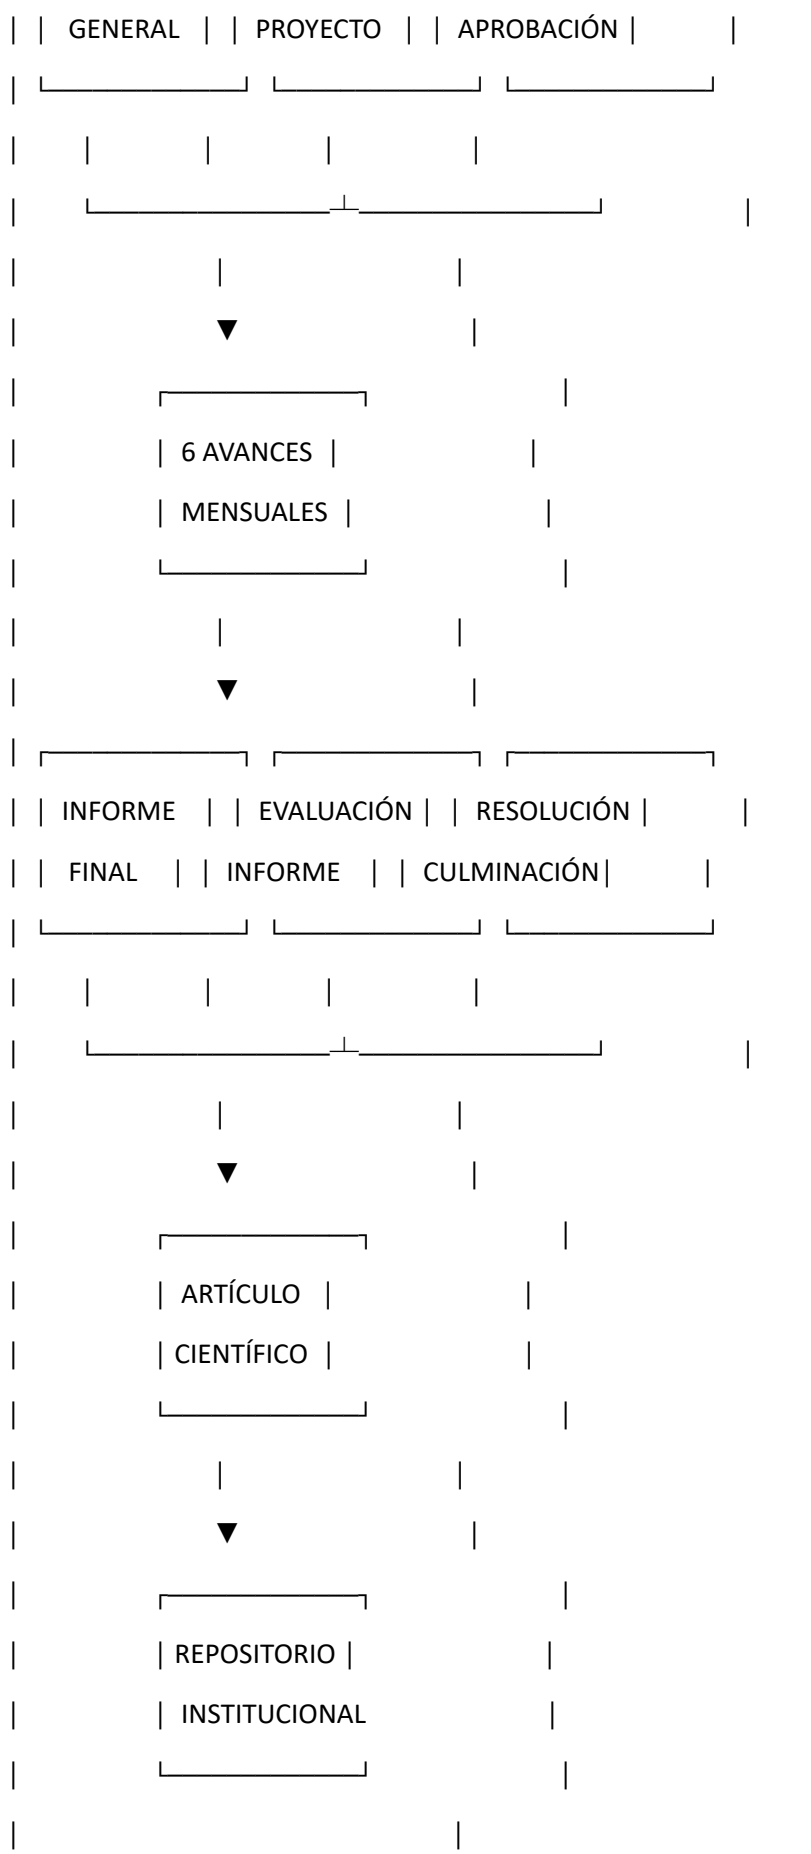 GENERAL PROYECTO APROBACIÓN
▼
6 AVANCES
MENSUALES
▼
INFORME EVALUACIÓN RESOLUCIÓN
FINAL INFORME CULMINACIÓN
▼
ARTÍCULO
CIENTÍFICO
▼
REPOSITORIO
INSTITUCIONAL